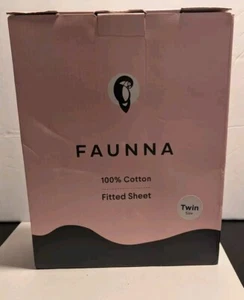 FAUNNA
100% Cotton
Fitted Sheet
Twin